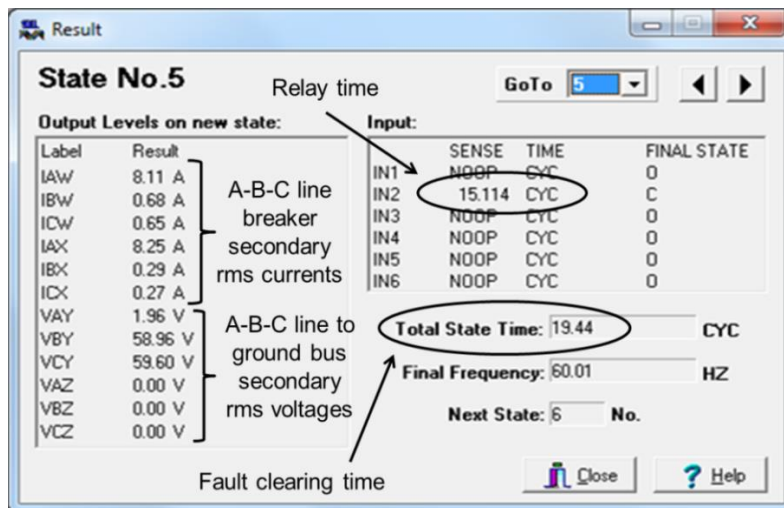 Result
State No.5
GoTo 5
Relay time
Output Levels on new state:
Label Result
IAW 8.11 A
IBW 0.68 A
ICW 0.65 A
IAX 8.25 A
IBX 0.29 A
ICX 0.27 A
VAY 1.96 V
VBY 58.96 V
VCY 59.60 V
VAZ 0.00 V
VBZ 0.00 V
VCZ 0.00 V
A-B-C line
breaker
secondary
rms currents
A-B-C line to
ground bus
secondary
rms voltages
Input:
SENSE TIME FINAL STATE
IN1 NOOP CYC O
IN2 15.114 CYC C
IN3 NOOP CYC O
IN4 NOOP CYC O
IN5 NOOP CYC O
IN6 NOOP CYC O
Total State Time: 19.44 CYC
Final Frequency: 60.01 HZ
Next State: 6 No.
Fault clearing time
Close
? Help